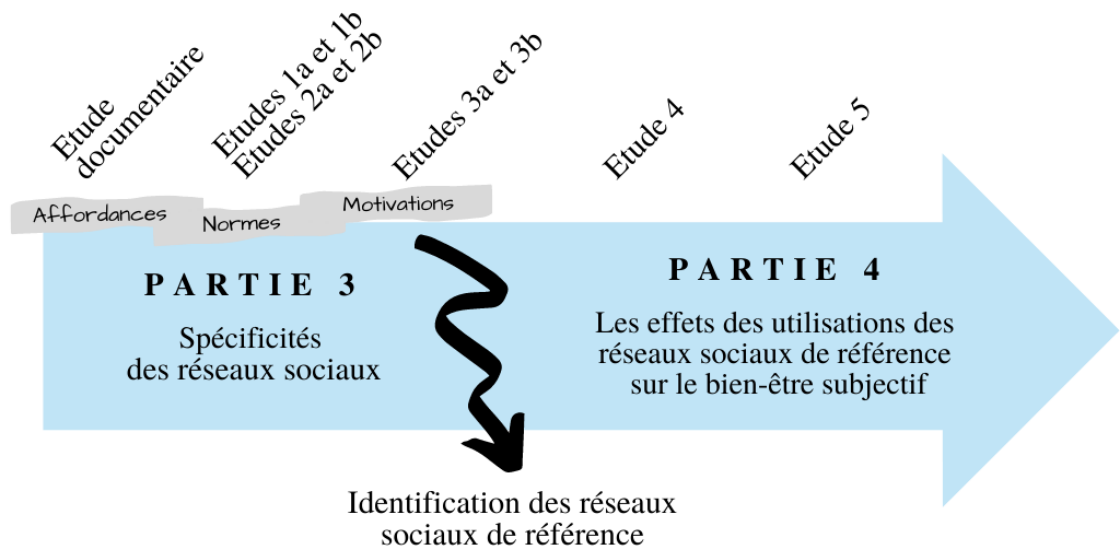 Etude
documentaire
Etudes 1a et 1b
Etudes 2a et 2b
Etudes 3a et 3b
Etude 4
Etude 5
Affordances
Normes
Motivations
PARTIE 3
Spécificités
des réseaux sociaux
PARTIE 4
Les effets des utilisations des
réseaux sociaux de référence
sur le bien-être subjectif
Identification des réseaux
sociaux de référence